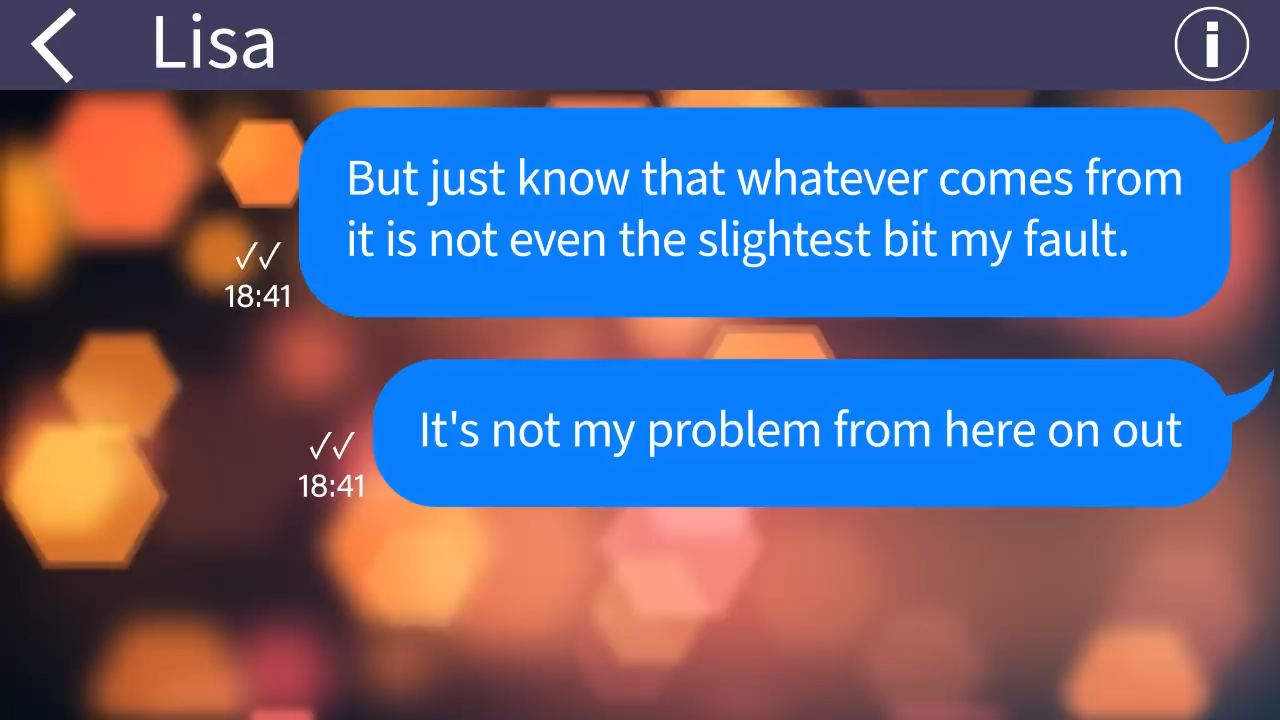 Lisa
But just know that whatever comes from
it is not even the slightest bit my fault.
✓✓
18:41
It's not my problem from here on out
✓✓
18:41